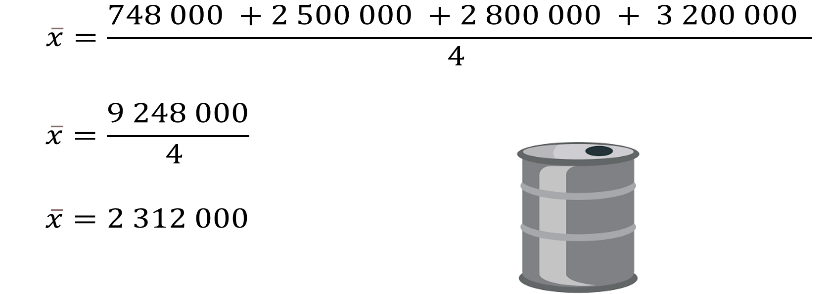 x̄ = 748 000 + 2 500 000 + 2 800 000 + 3 200 000 / 4
x̄ = 9 248 000 / 4
x̄ = 2 312 000